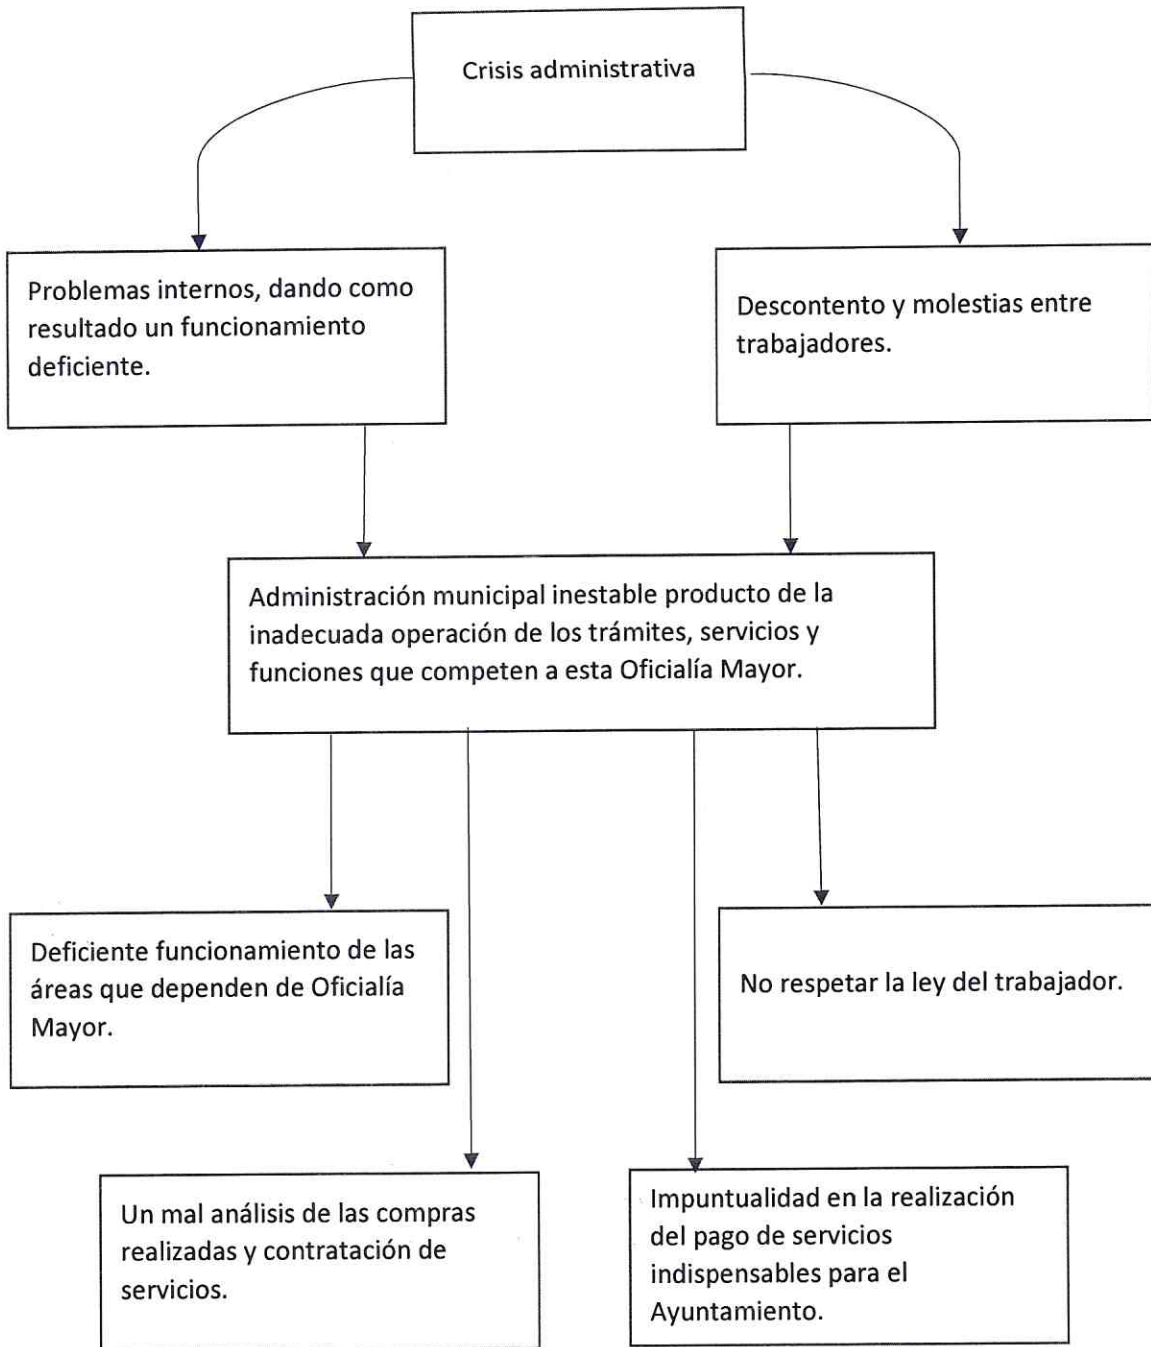 Crisis administrativa
Problemas internos, dando como
resultado un funcionamiento
deficiente.
Descontento y molestias entre
trabajadores.
Administración municipal inestable producto de la
inadecuada operación de los trámites, servicios y
funciones que competen a esta Oficialía Mayor.
Deficiente funcionamiento de las
áreas que dependen de Oficialía
Mayor.
No respetar la ley del trabajador.
Un mal análisis de las compras
realizadas y contratación de
servicios.
Impuntualidad en la realización
del pago de servicios
indispensables para el
Ayuntamiento.